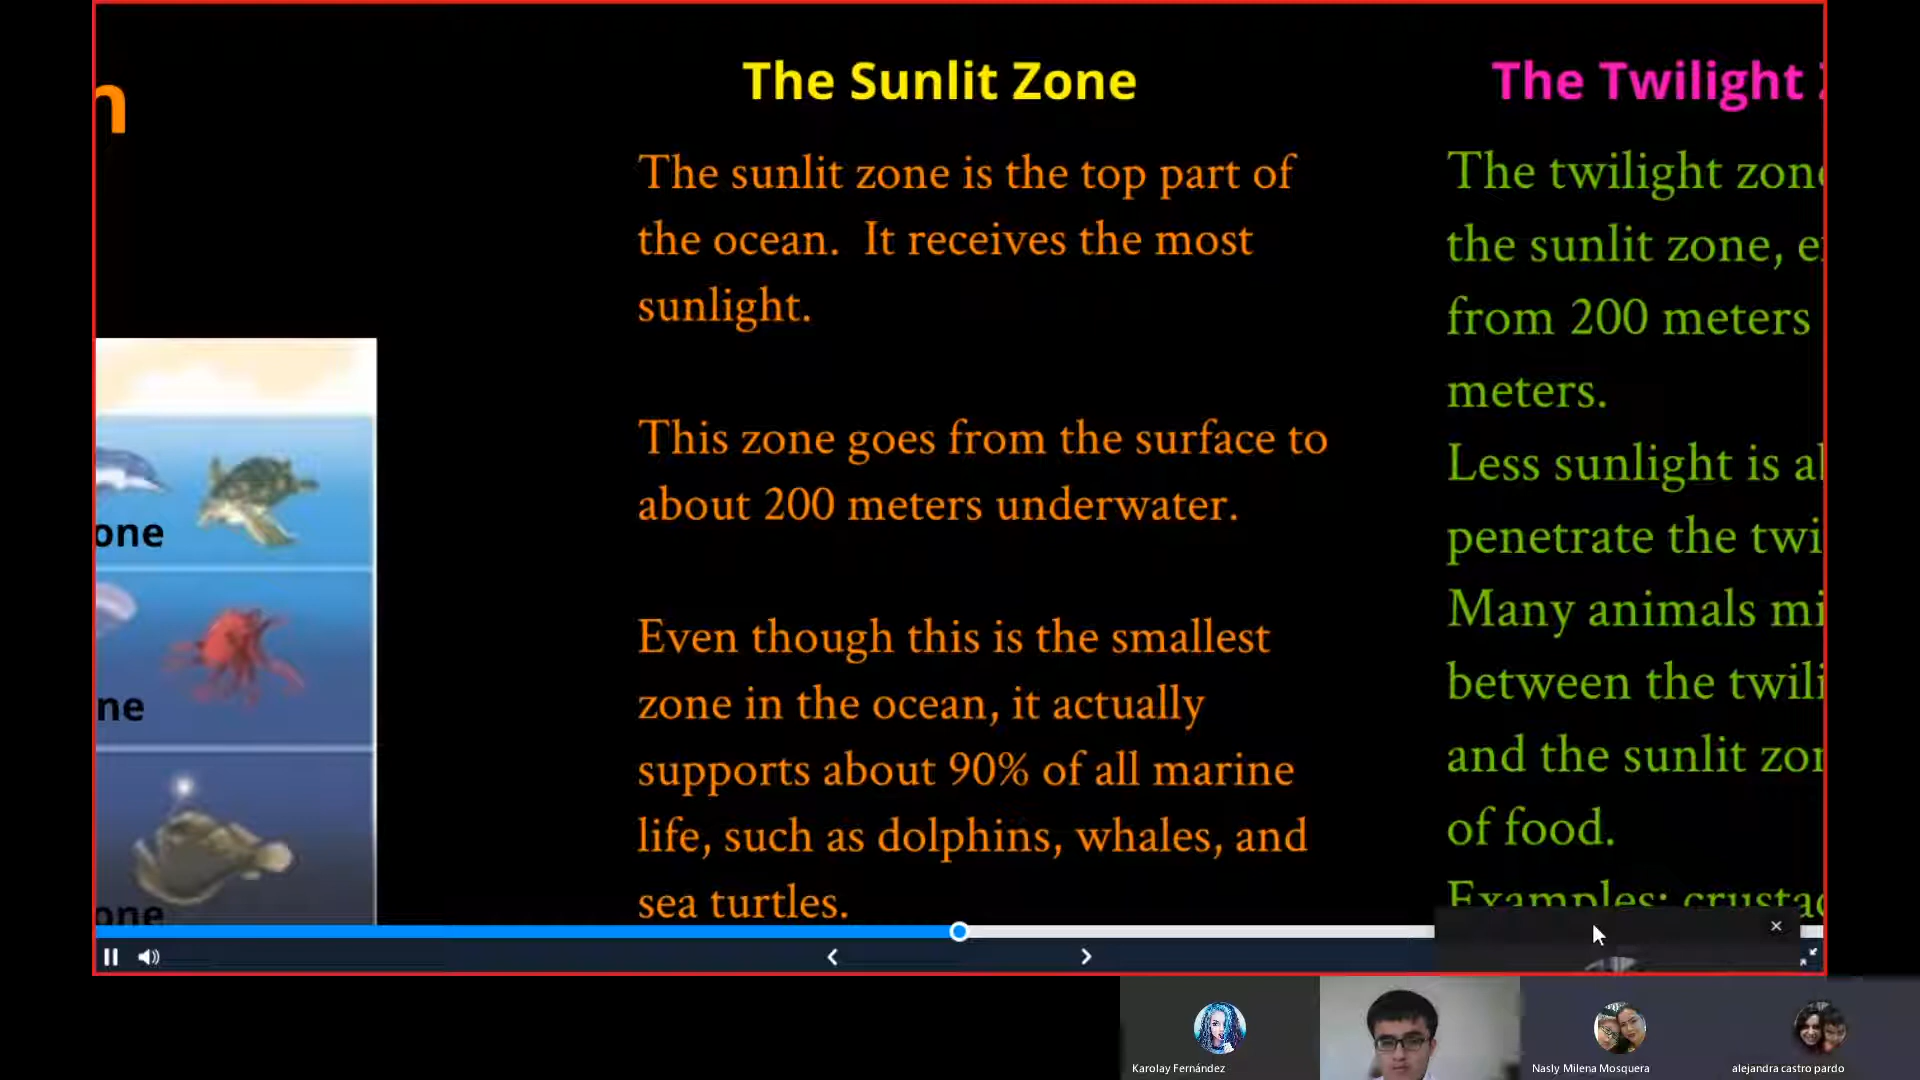 n
The Sunlit Zone
The sunlit zone is the top part of
the ocean. It receives the most
sunlight.
This zone goes from the surface to
about 200 meters underwater.
Even though this is the smallest
zone in the ocean, it actually
supports about 90% of all marine
life, such as dolphins, whales, and
sea turtles.
The Twilight
The twilight zon
the sunlit zone, e
from 200 meters
meters.
Less sunlight is a
penetrate the twi
Many animals mi
between the twili
and the sunlit zo
of food.
Examples: crusta
one
ne
one
Karolay Fernández
Nasly Milena Mosquera
alejandra castro pardo